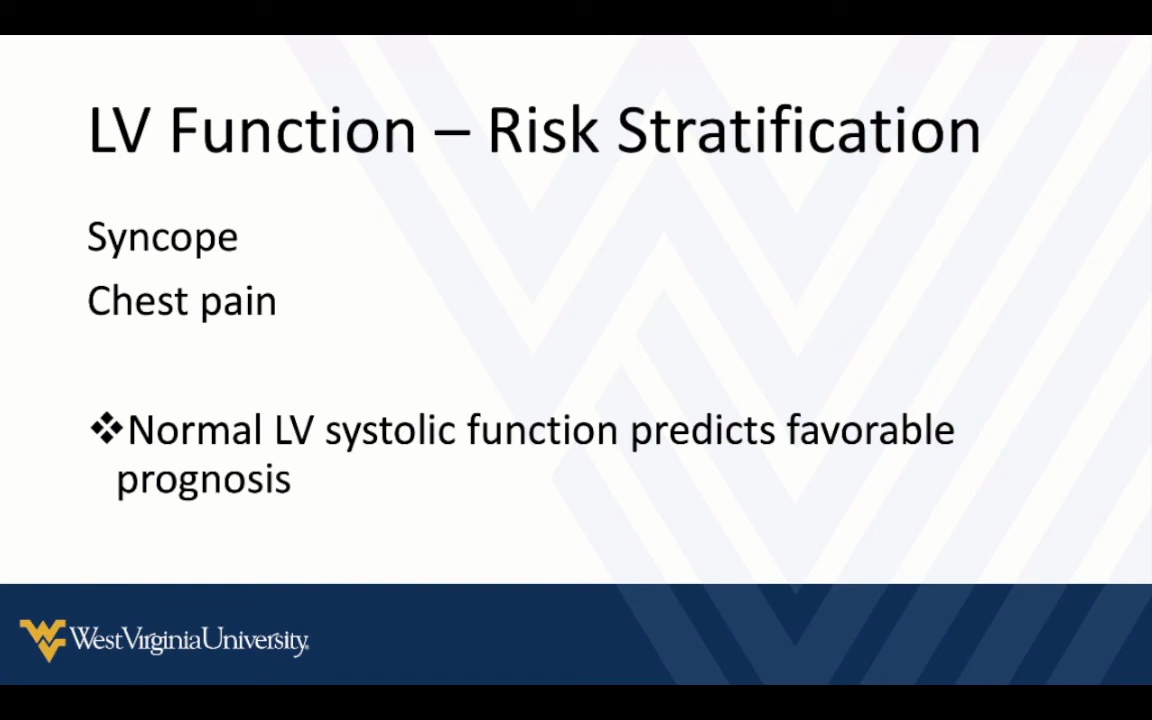 LV Function – Risk Stratification
Syncope
Chest pain
❖Normal LV systolic function predicts favorable
prognosis
WestVirginiaUniversity.